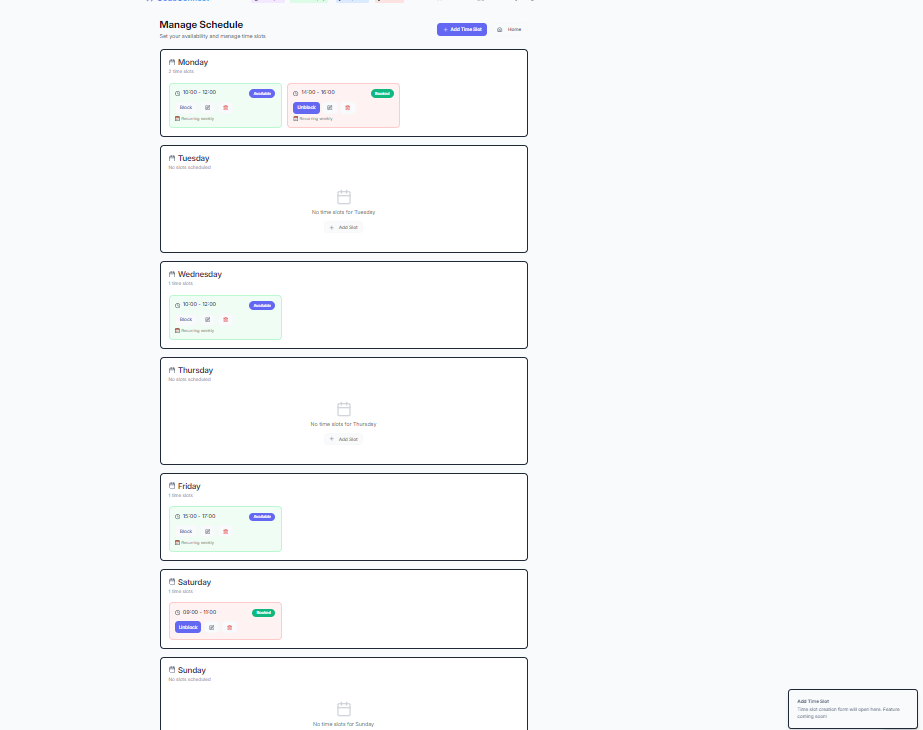 Manage Schedule
Set your availability and manage time slots
Add Time Slot
Home
Monday
2 time slots
10:00 - 12:00
Available
Block
Recurring weekly
14:00 - 16:00
Booked
Unblock
Recurring weekly
Tuesday
No slots scheduled
No time slots for Tuesday
Add Slot
Wednesday
1 time slots
10:00 - 12:00
Available
Block
Recurring weekly
Thursday
No slots scheduled
No time slots for Thursday
Add Slot
Friday
1 time slots
15:00 - 17:00
Available
Block
Recurring weekly
Saturday
1 time slots
09:00 - 11:00
Booked
Unblock
Sunday
No slots scheduled
No time slots for Sunday
Add Time Slot
Time slot creation form will open here. Feature
coming soon!